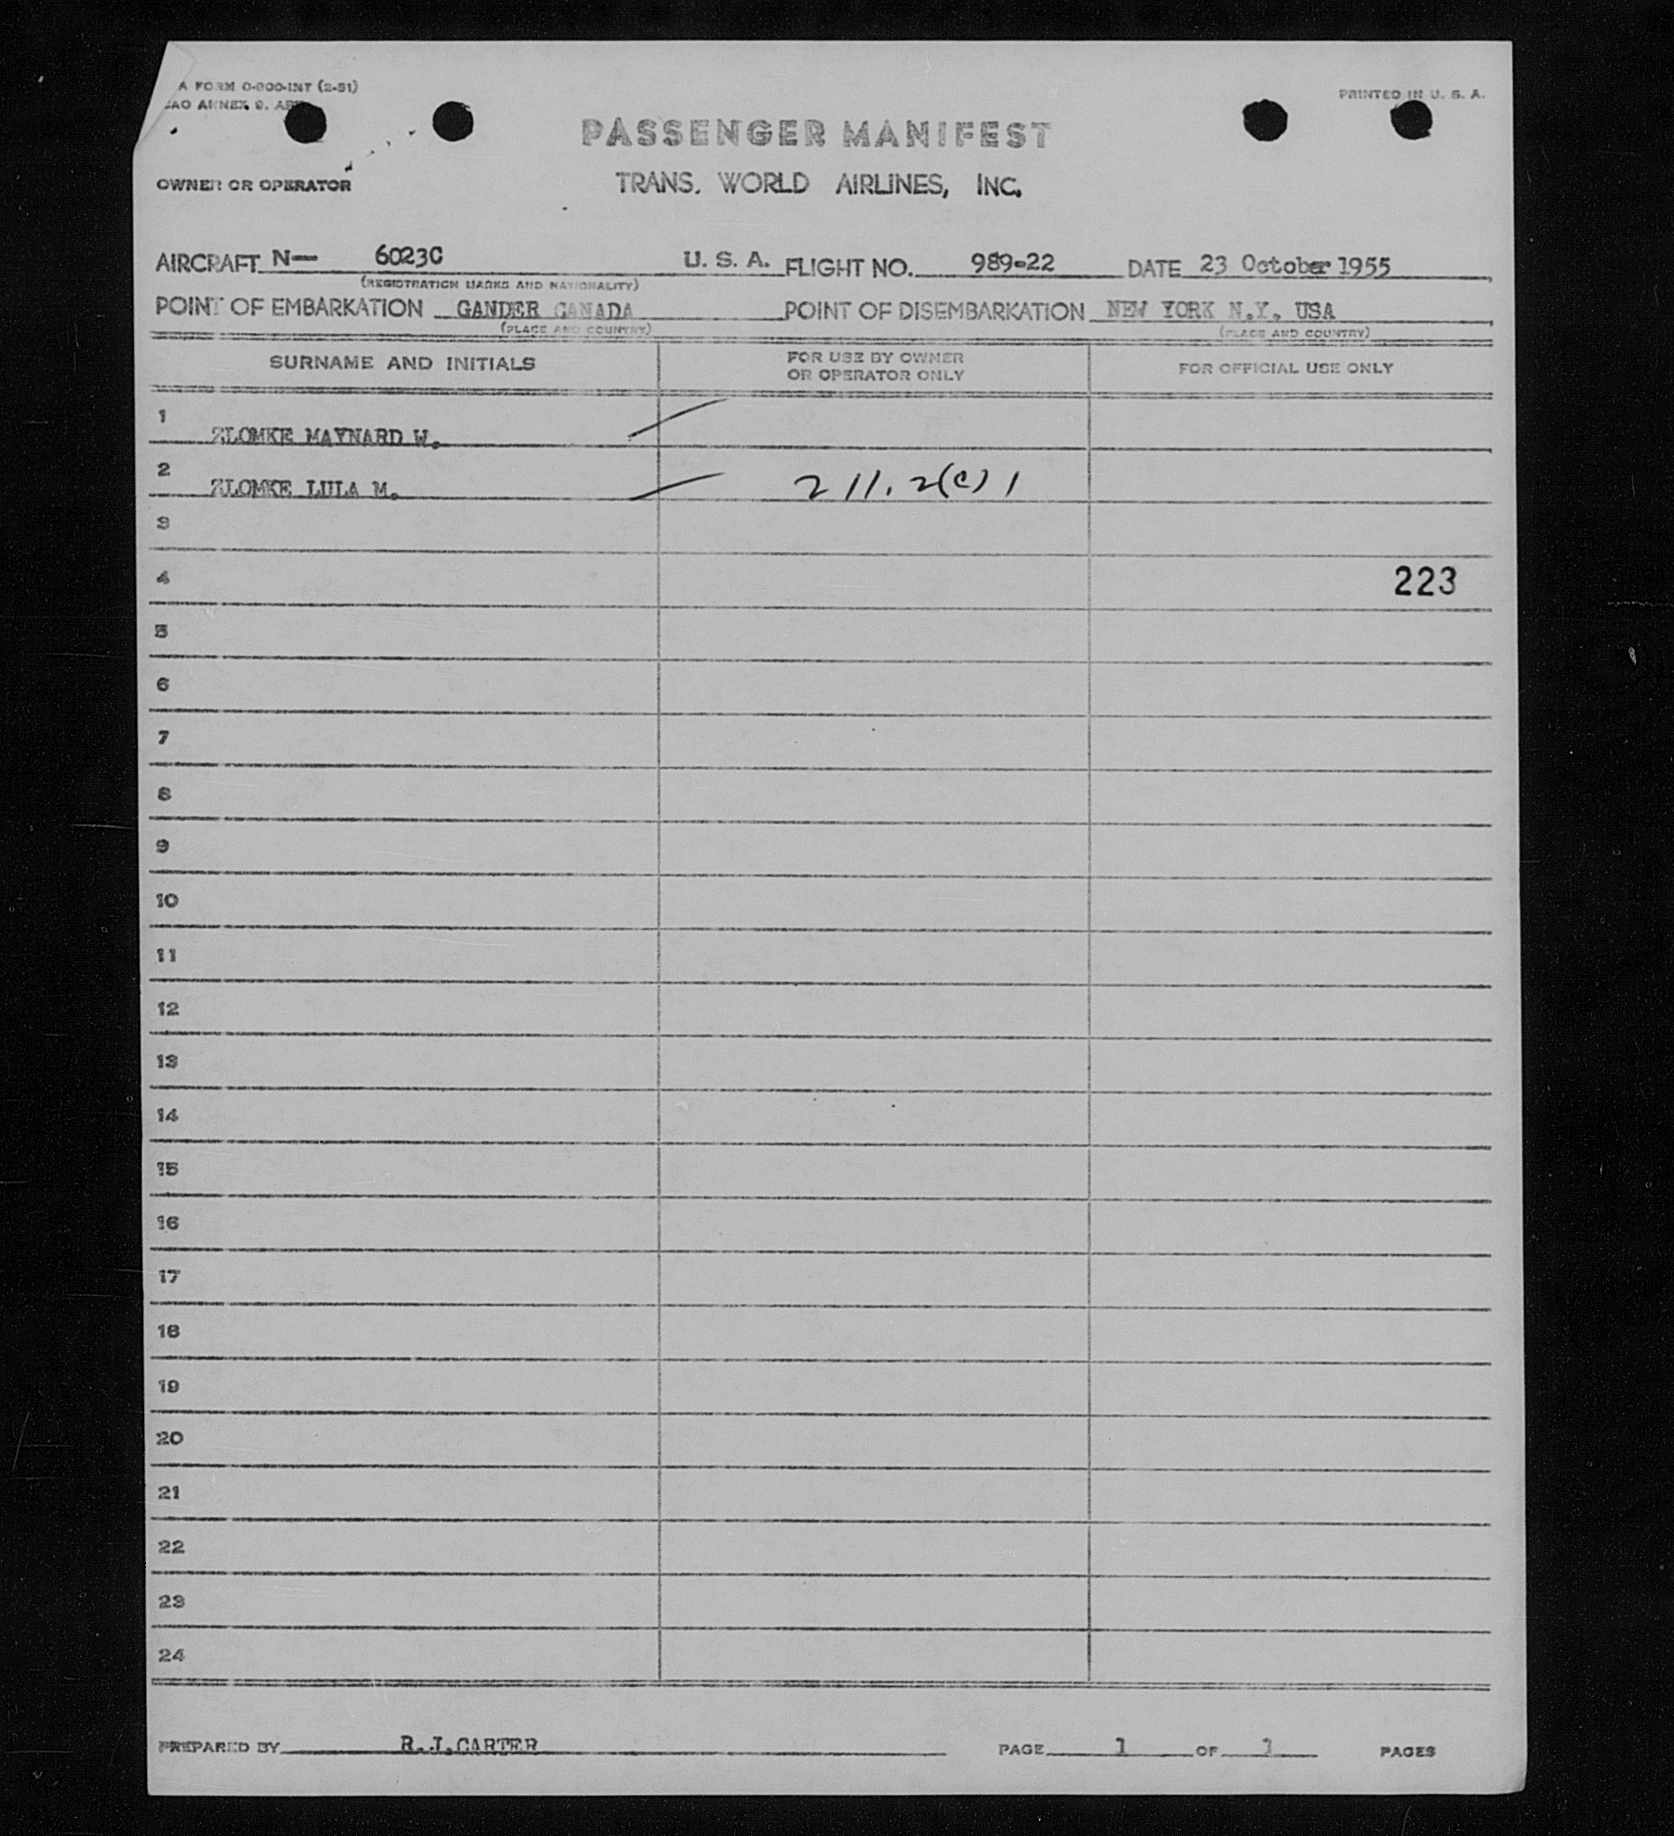 A FORM O-900-INT (2-51)
PRINTED IN U. S. A.
AO ANNEX 9.
PASSENGER MANIFEST
OWNER OR OPERATOR
TRANS. WORLD AIRLINES, INC.
AIRCRAFT N— 6023C U. S. A. FLIGHT NO. 989-22 DATE 23 October 1955
(REGISTRATION MARKS AND NATIONALITY)
POINT OF EMBARKATION GANDER CANADA POINT OF DISEMBARKATION NEW YORK N.Y. USA
(PLACE AND COUNTRY) (PLACE AND COUNTRY)
SURNAME AND INITIALS
FOR USE BY OWNER
OR OPERATOR ONLY
FOR OFFICIAL USE ONLY
1 ZLOMKE MAYNARD W.
2 ZLOMKE LULA M. 211.2(c) 1
3
4 223
5
6
7
8
9
10
11
12
13
14
15
16
17
18
19
20
21
22
23
24
PREPARED BY R.J.CARTER PAGE 1 OF 1 PAGES